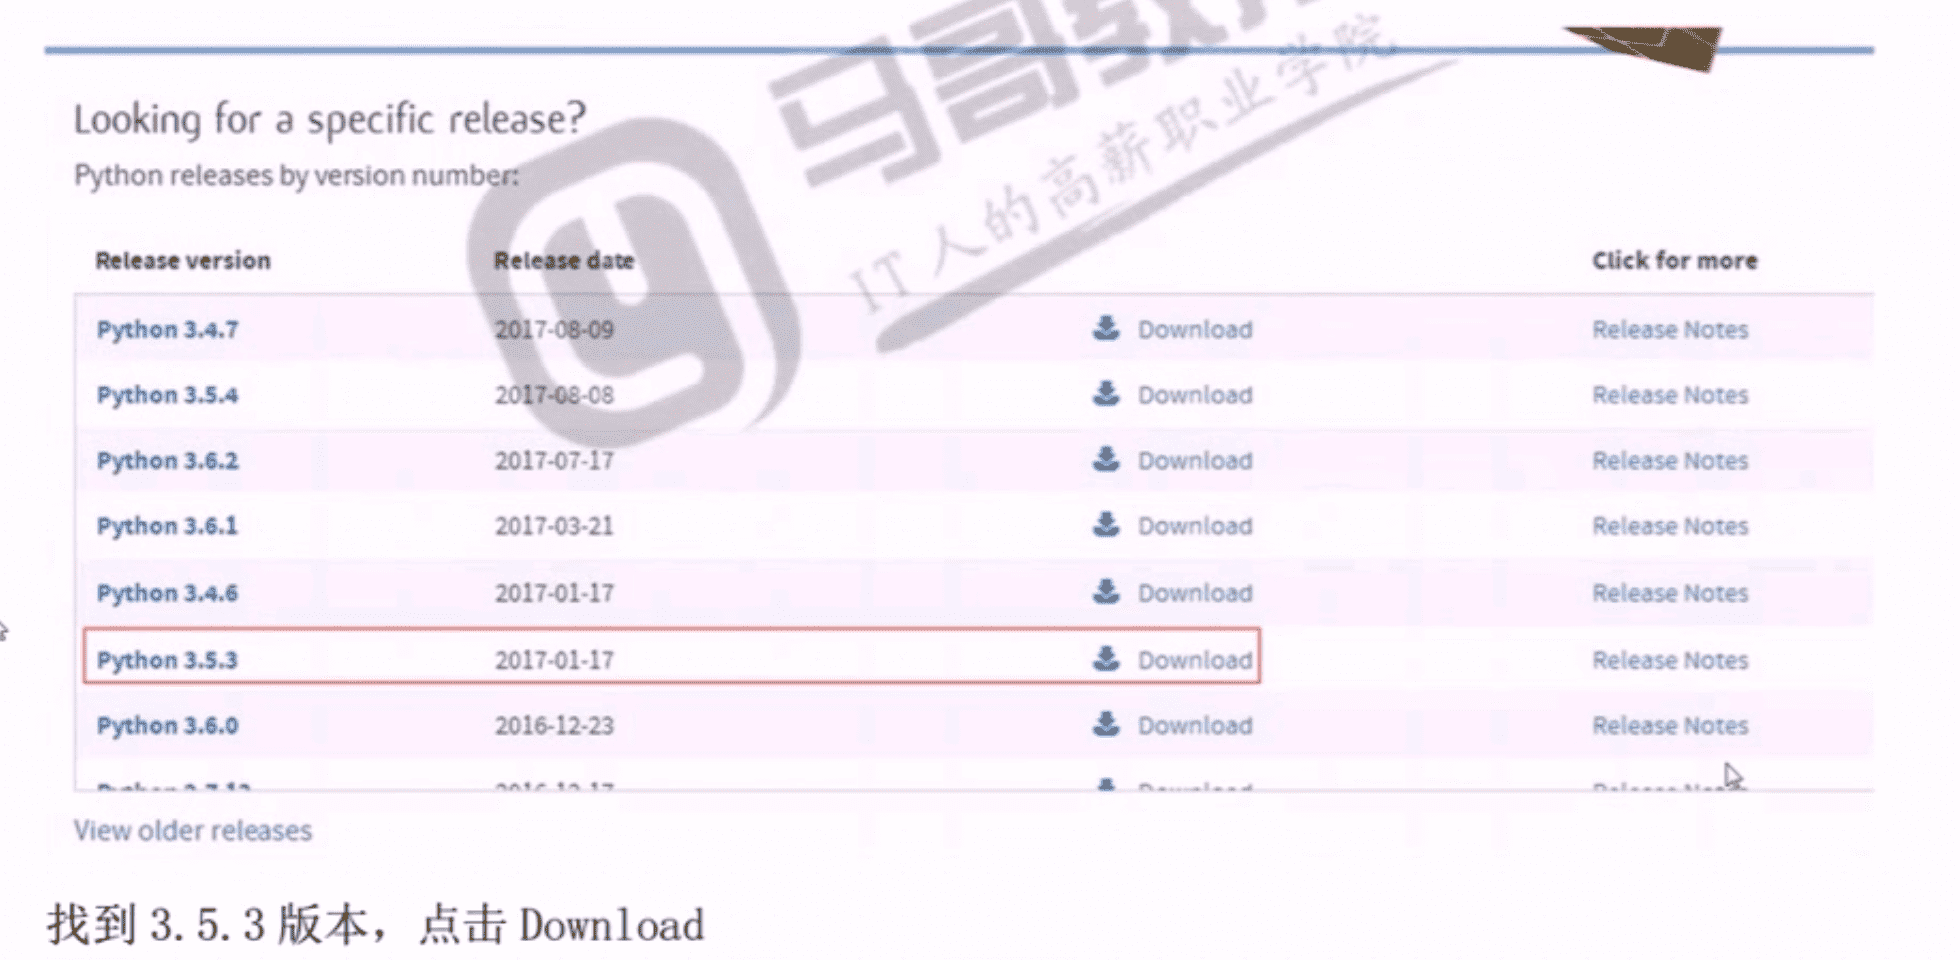 马哥教
IT人的高薪职业学院
Looking for a specific release?
Python releases by version number:
Release version Release date Click for more
Python 3.4.7 2017-08-09 Download Release Notes
Python 3.5.4 2017-08-08 Download Release Notes
Python 3.6.2 2017-07-17 Download Release Notes
Python 3.6.1 2017-03-21 Download Release Notes
Python 3.4.6 2017-01-17 Download Release Notes
Python 3.5.3 2017-01-17 Download Release Notes
Python 3.6.0 2016-12-23 Download Release Notes
View older releases
找到 3.5.3 版本，点击 Download